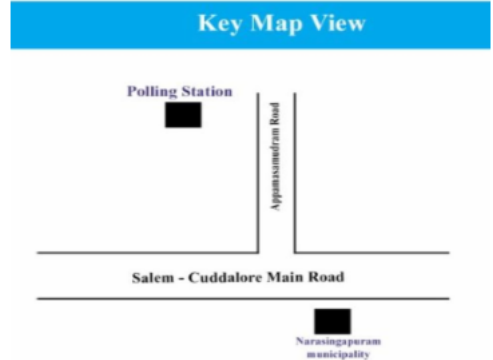 Key Map View
Polling Station
Appamasamudram Road
Salem - Cuddalore Main Road
Narasingapuram
municipality